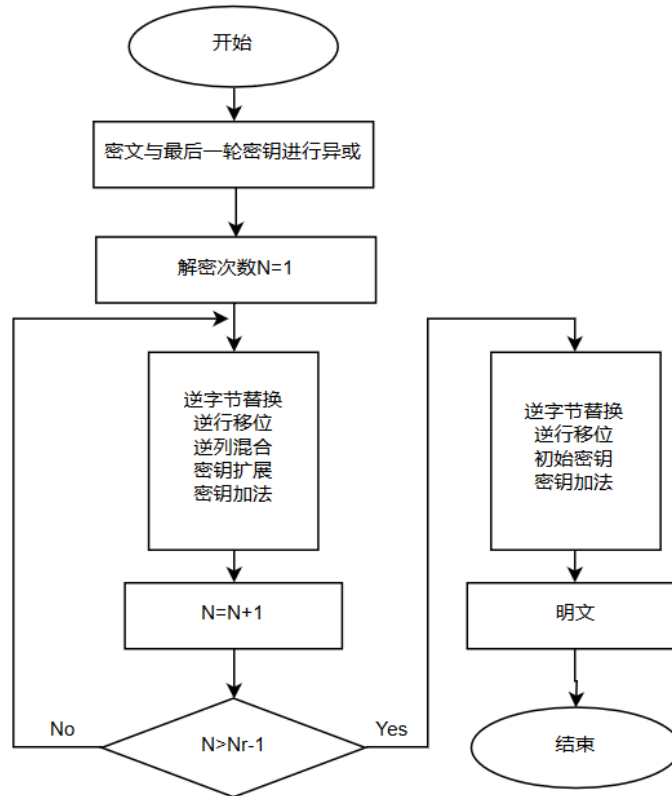 开始
密文与最后一轮密钥进行异或
解密次数N=1
逆字节替换
逆行移位
逆列混合
密钥扩展
密钥加法
N=N+1
N>Nr-1
No
Yes
逆字节替换
逆行移位
初始密钥
密钥加法
明文
结束